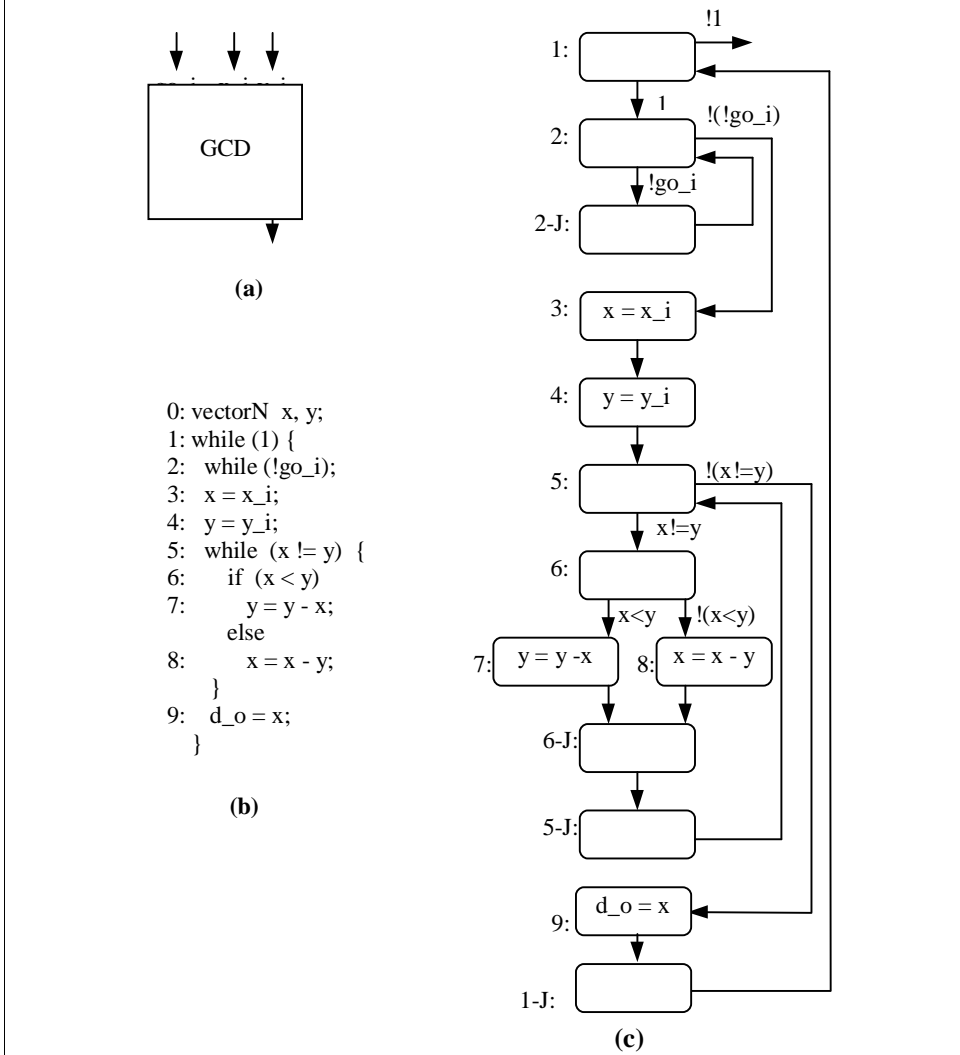 GCD
(a)
0: vectorN x, y;
1: while (1) {
2: while (!go_i);
3: x = x_i;
4: y = y_i;
5: while (x != y) {
6: if (x < y)
7: y = y - x;
else
8: x = x - y;
}
9: d_o = x;
}
(b)
!1
1:
1
!(!go_i)
2:
!go_i
2-J:
3:
x = x_i
4:
y = y_i
5:
!(x!=y)
x!=y
6:
x<y
!(x<y)
7:
y = y -x
8:
x = x - y
6-J:
5-J:
9:
d_o = x
1-J:
(c)